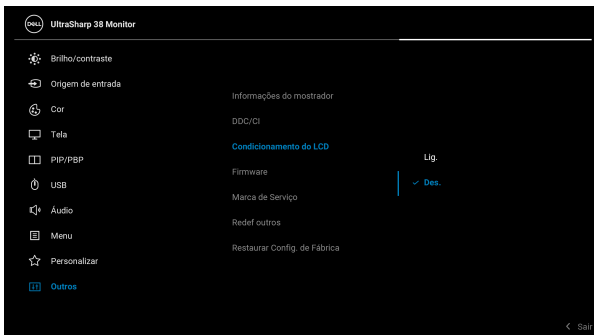 DELL UltraSharp 38 Monitor
Brilho/contraste
Origem de entrada
Cor
Tela
PIP/PBP
USB
Áudio
Menu
Personalizar
Outros
Informações do mostrador
DDC/CI
Condicionamento do LCD
Firmware
Marca de Serviço
Redef outros
Restaurar Config. de Fábrica
Lig.
Des.
Sair